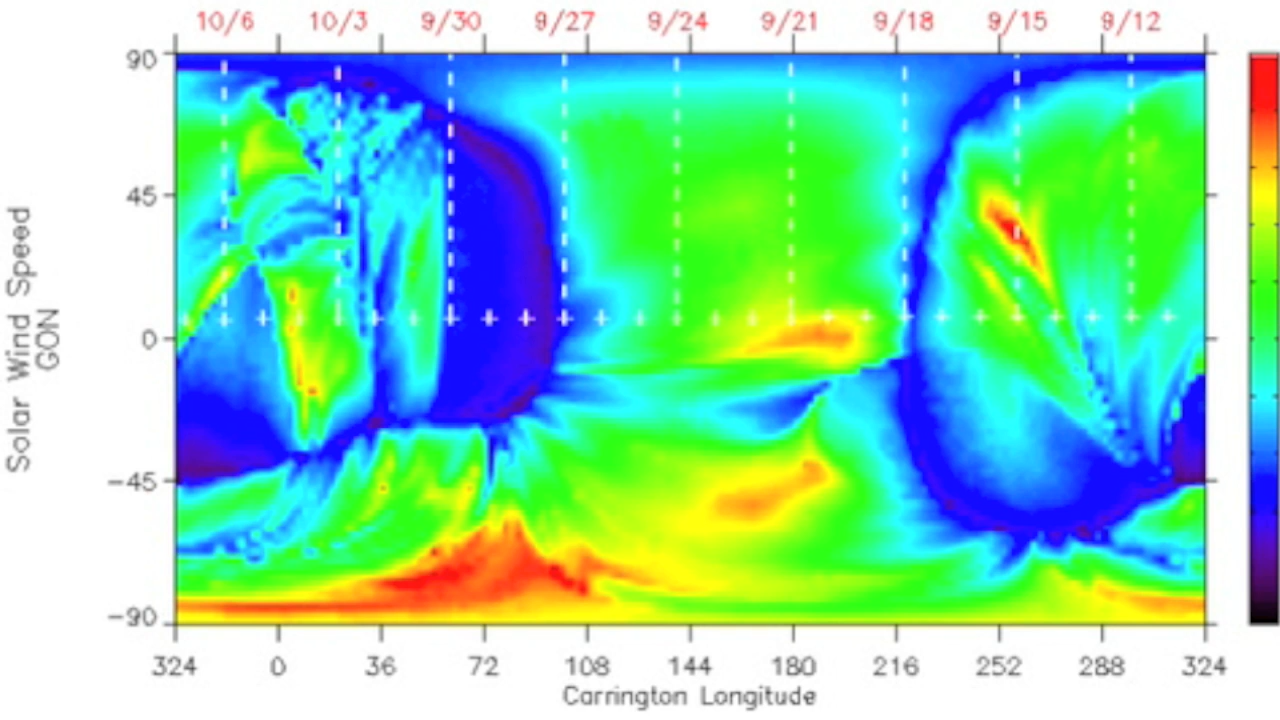 10/6 10/3 9/30 9/27 9/24 9/21 9/18 9/15 9/12
90
45
0
−45
−90
Solar Wind Speed
GON
324 0 36 72 108 144 180 216 252 288 324
Carrington Longitude